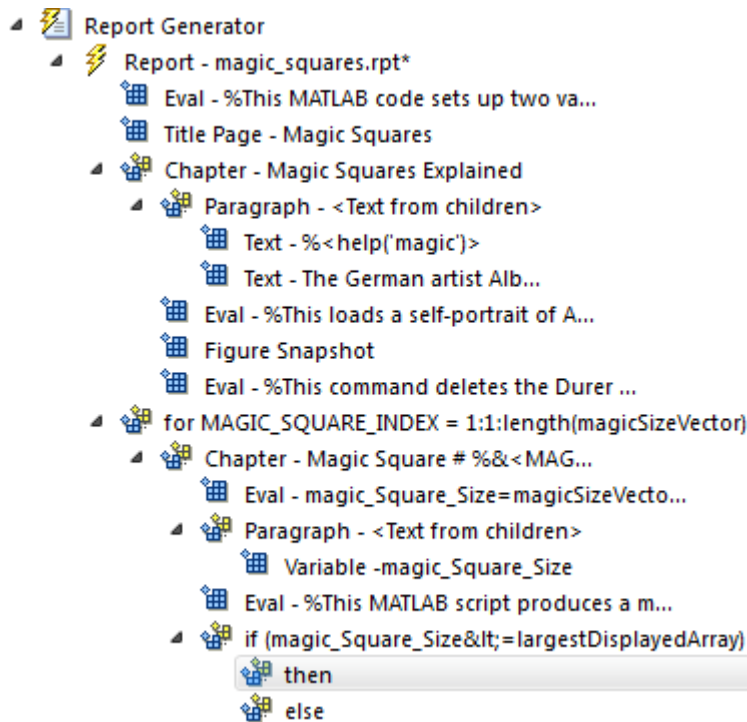 Report Generator
Report - magic_squares.rpt*
Eval - %This MATLAB code sets up two va...
Title Page - Magic Squares
Chapter - Magic Squares Explained
Paragraph - <Text from children>
Text - %<help('magic')>
Text - The German artist Alb...
Eval - %This loads a self-portrait of A...
Figure Snapshot
Eval - %This command deletes the Durer ...
for MAGIC_SQUARE_INDEX = 1:1:length(magicSizeVector)
Chapter - Magic Square # %&<MAG...
Eval - magic_Square_Size=magicSizeVecto...
Paragraph - <Text from children>
Variable -magic_Square_Size
Eval - %This MATLAB script produces a m...
if (magic_Square_Size&lt;=largestDisplayedArray)
then
else